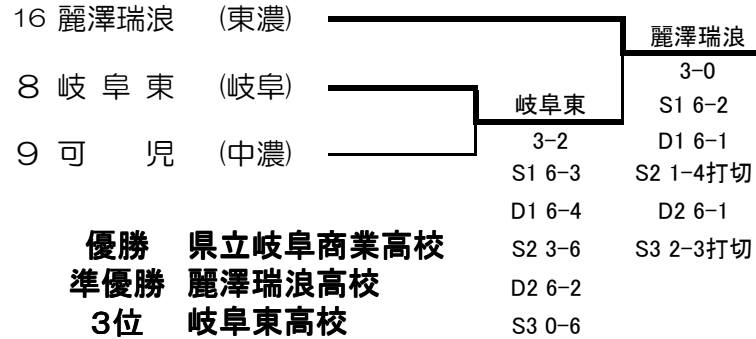 16 麗澤瑞浪 (東濃)
麗澤瑞浪
3-0
8 岐阜東 (岐阜)
岐阜東
S1 6-2
9 可児 (中濃)
3-2
D1 6-1
S1 6-3
S2 1-4打切
D1 6-4
D2 6-1
優勝 県立岐阜商業高校
S2 3-6
S3 2-3打切
準優勝 麗澤瑞浪高校
D2 6-2
3位 岐阜東高校
S3 0-6